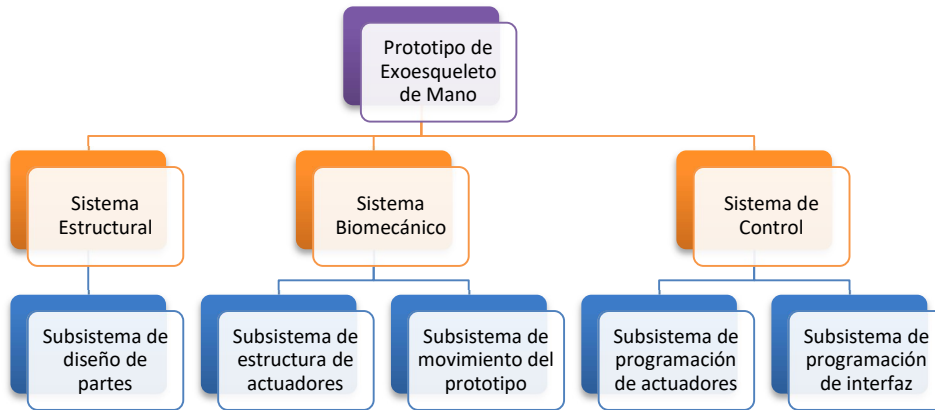 Prototipo de
Exoesqueleto
de Mano
Sistema
Estructural
Sistema
Biomecánico
Sistema de
Control
Subsistema de
diseño de
partes
Subsistema de
estructura de
actuadores
Subsistema de
movimiento del
prototipo
Subsistema de
programación
de actuadores
Subsistema de
programación
de interfaz